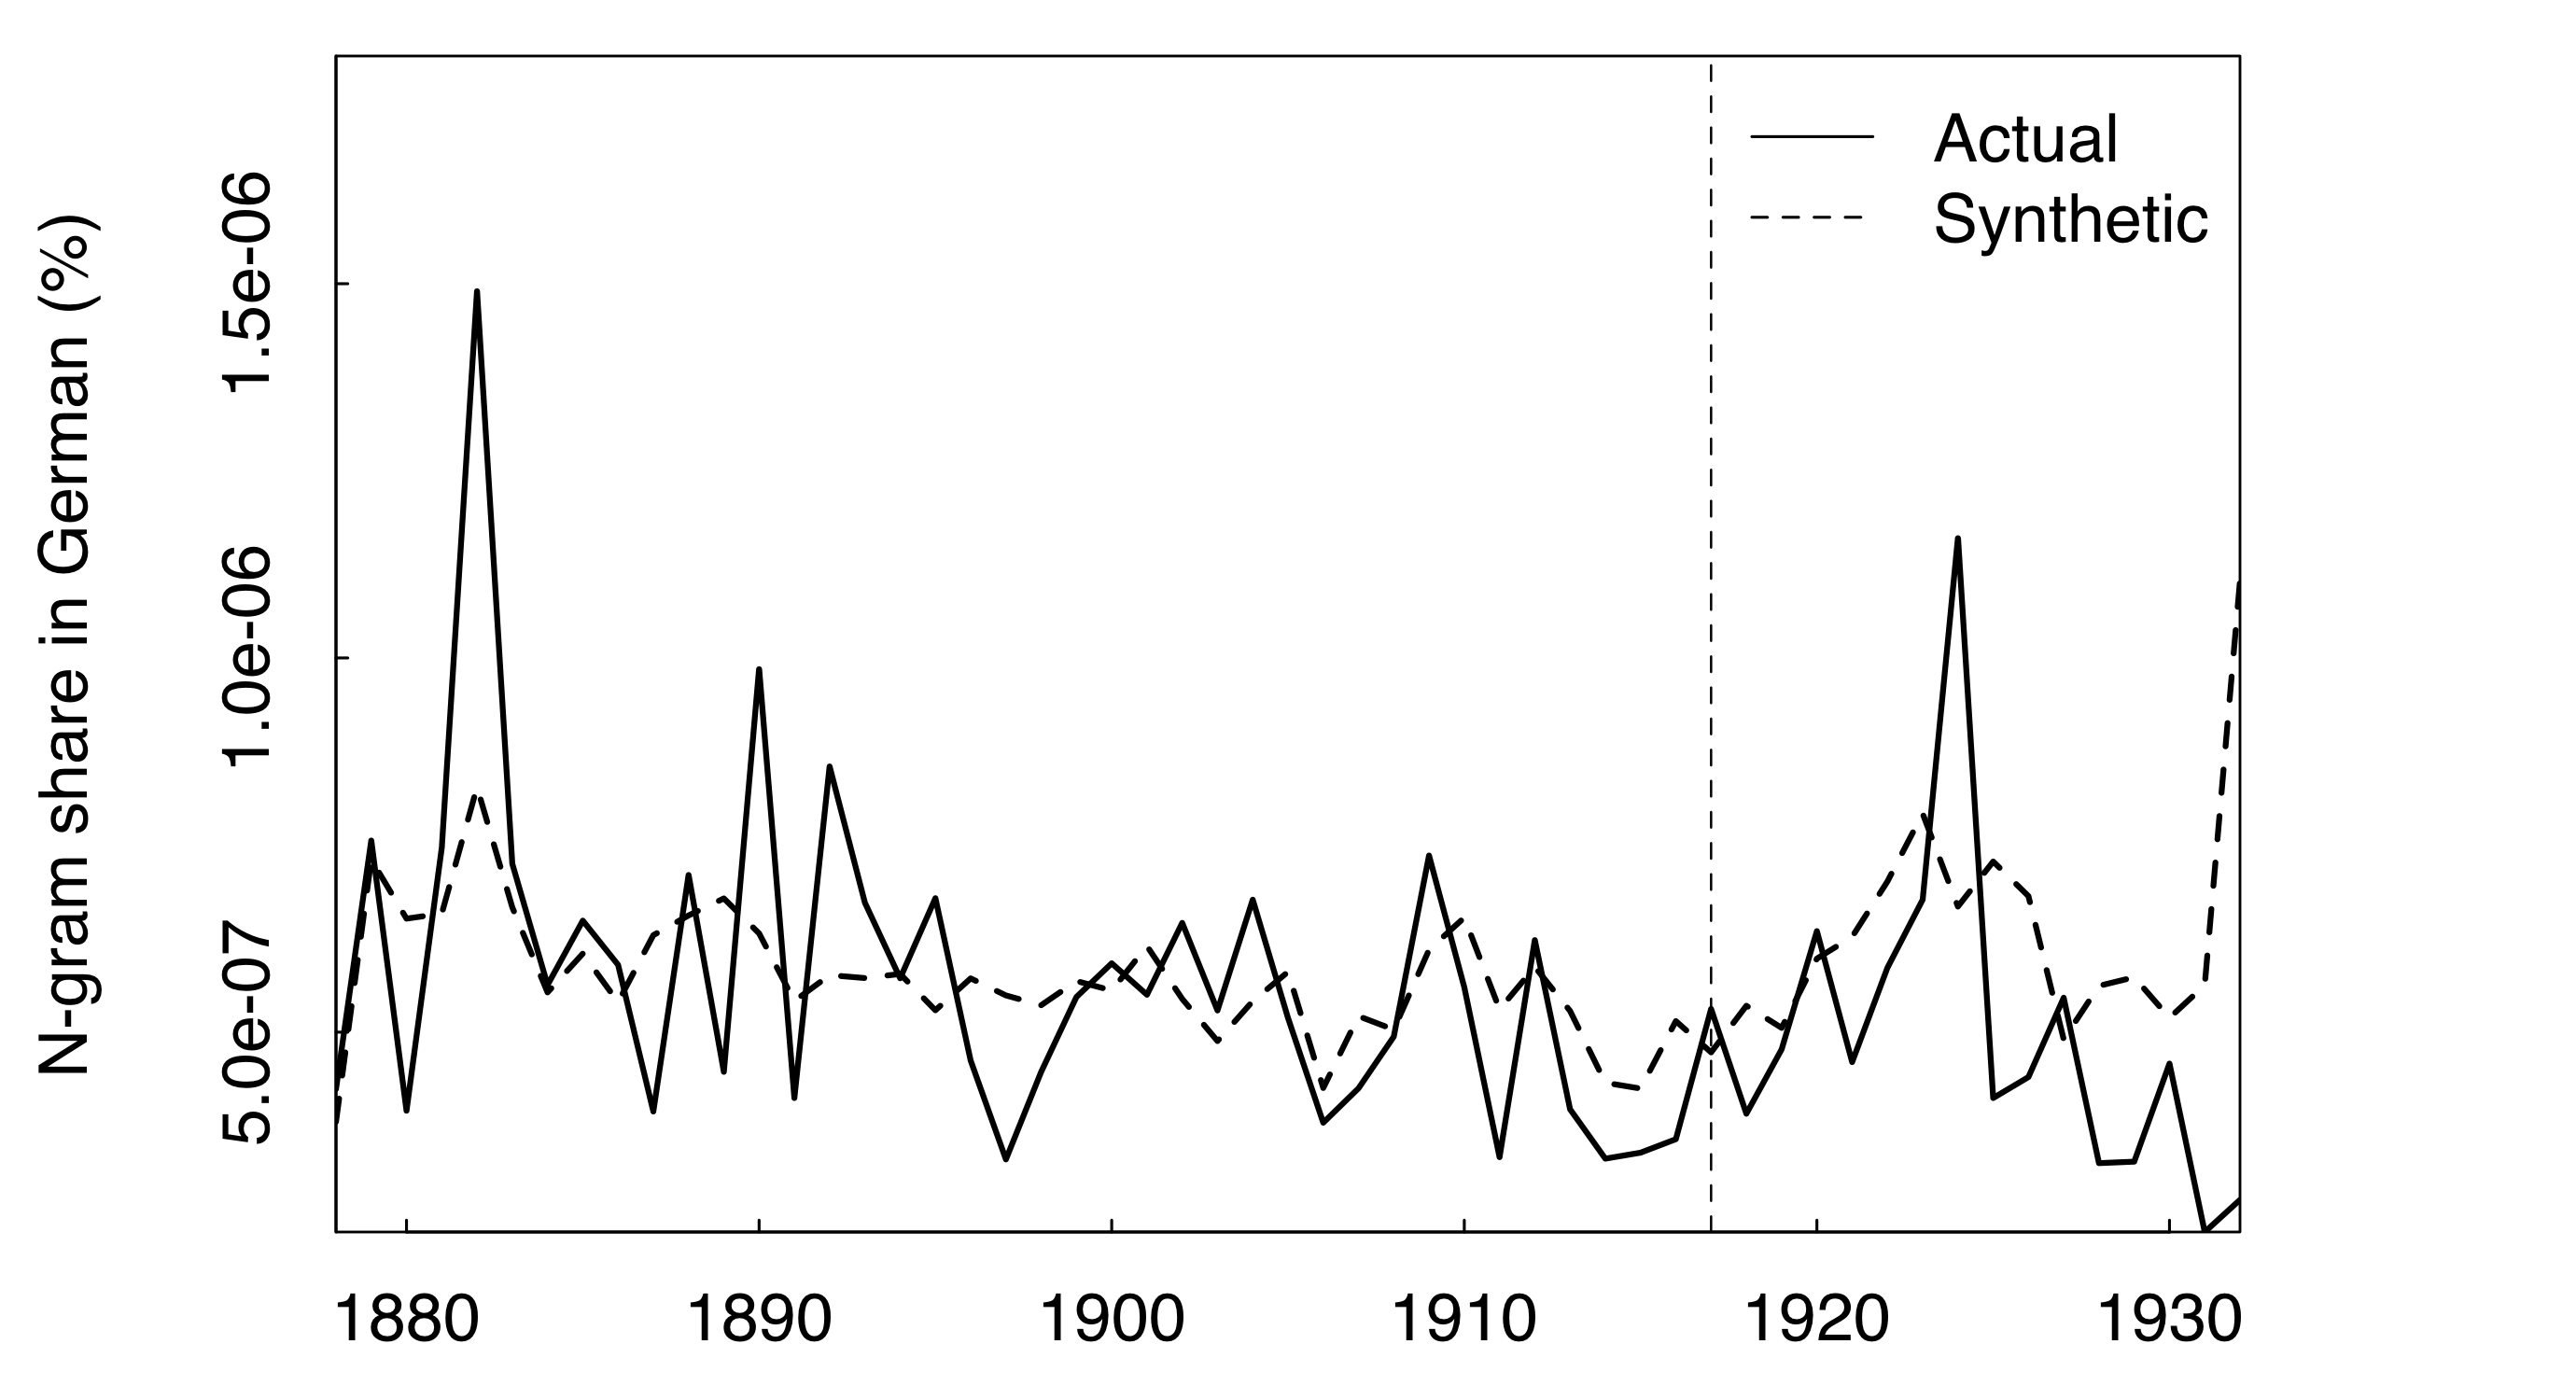 N-gram share in German (%)
1.5e-06
1.0e-06
5.0e-07
Actual
Synthetic
1880 1890 1900 1910 1920 1930